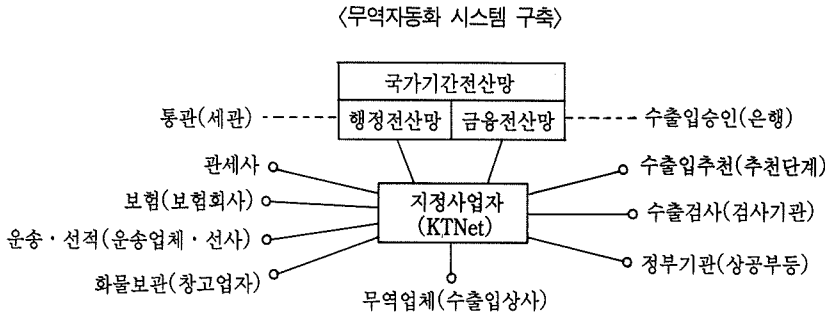 〈무역자동화 시스템 구축〉
국가기간전산망
통관(세관)
행정전산망
금융전산망
수출입승인(은행)
관세사
수출입추천(추천단계)
보험(보험회사)
지정사업자
(KTNet)
수출검사(검사기관)
운송·선적(운송업체·선사)
정부기관(상공부등)
화물보관(창고업자)
무역업체(수출입상사)